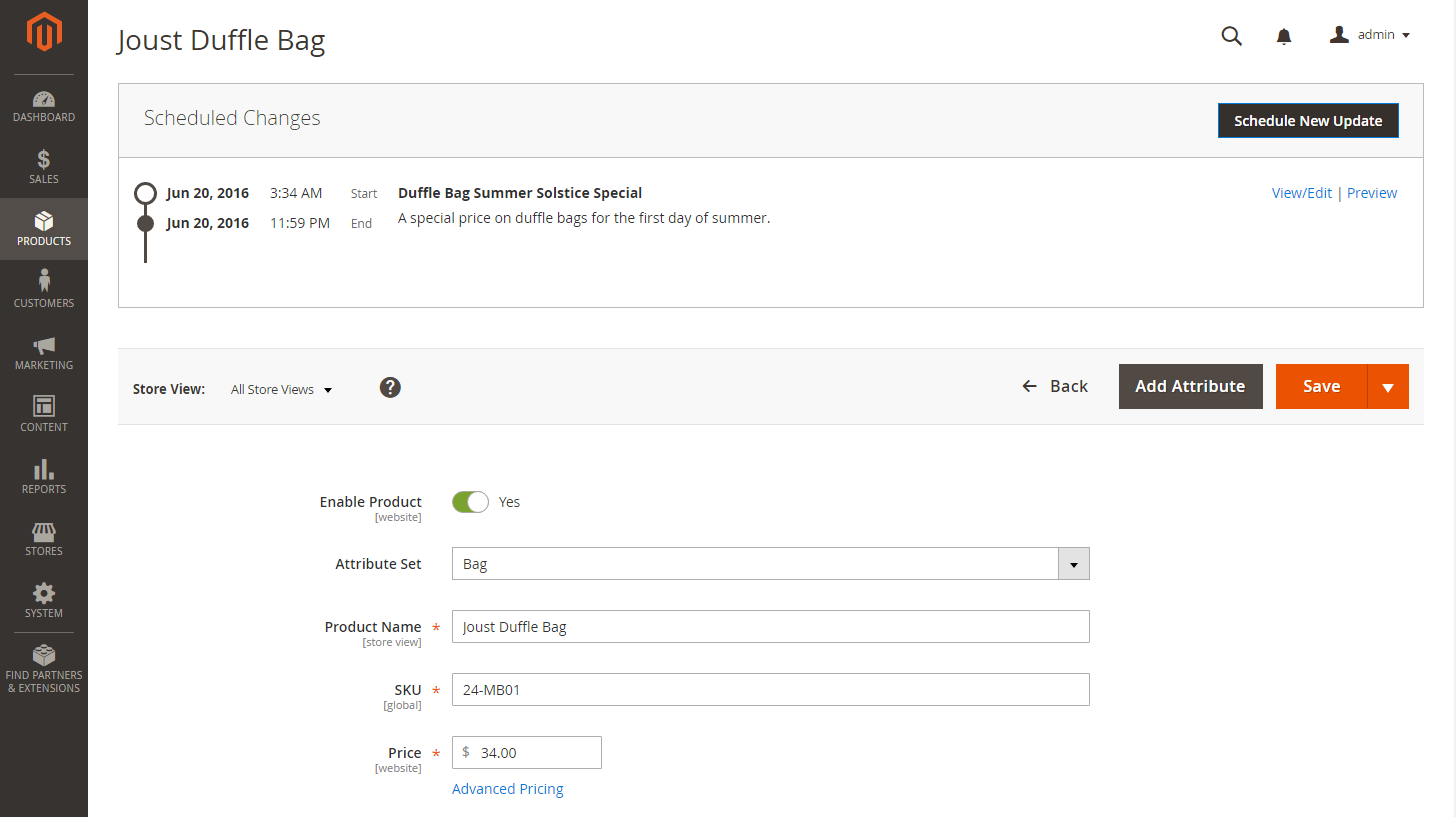 Joust Duffle Bag
admin
Scheduled Changes
Schedule New Update
Jun 20, 2016 3:34 AM Start Duffle Bag Summer Solstice Special View/Edit | Preview
Jun 20, 2016 11:59 PM End A special price on duffle bags for the first day of summer.
DASHBOARD
SALES
PRODUCTS
CUSTOMERS
MARKETING
CONTENT
REPORTS
STORES
SYSTEM
FIND PARTNERS
& EXTENSIONS
Store View: All Store Views ? Back Add Attribute Save
Enable Product Yes
[website]
Attribute Set Bag
Product Name * Joust Duffle Bag
[store view]
SKU * 24-MB01
[global]
Price * $ 34.00
[website]
Advanced Pricing